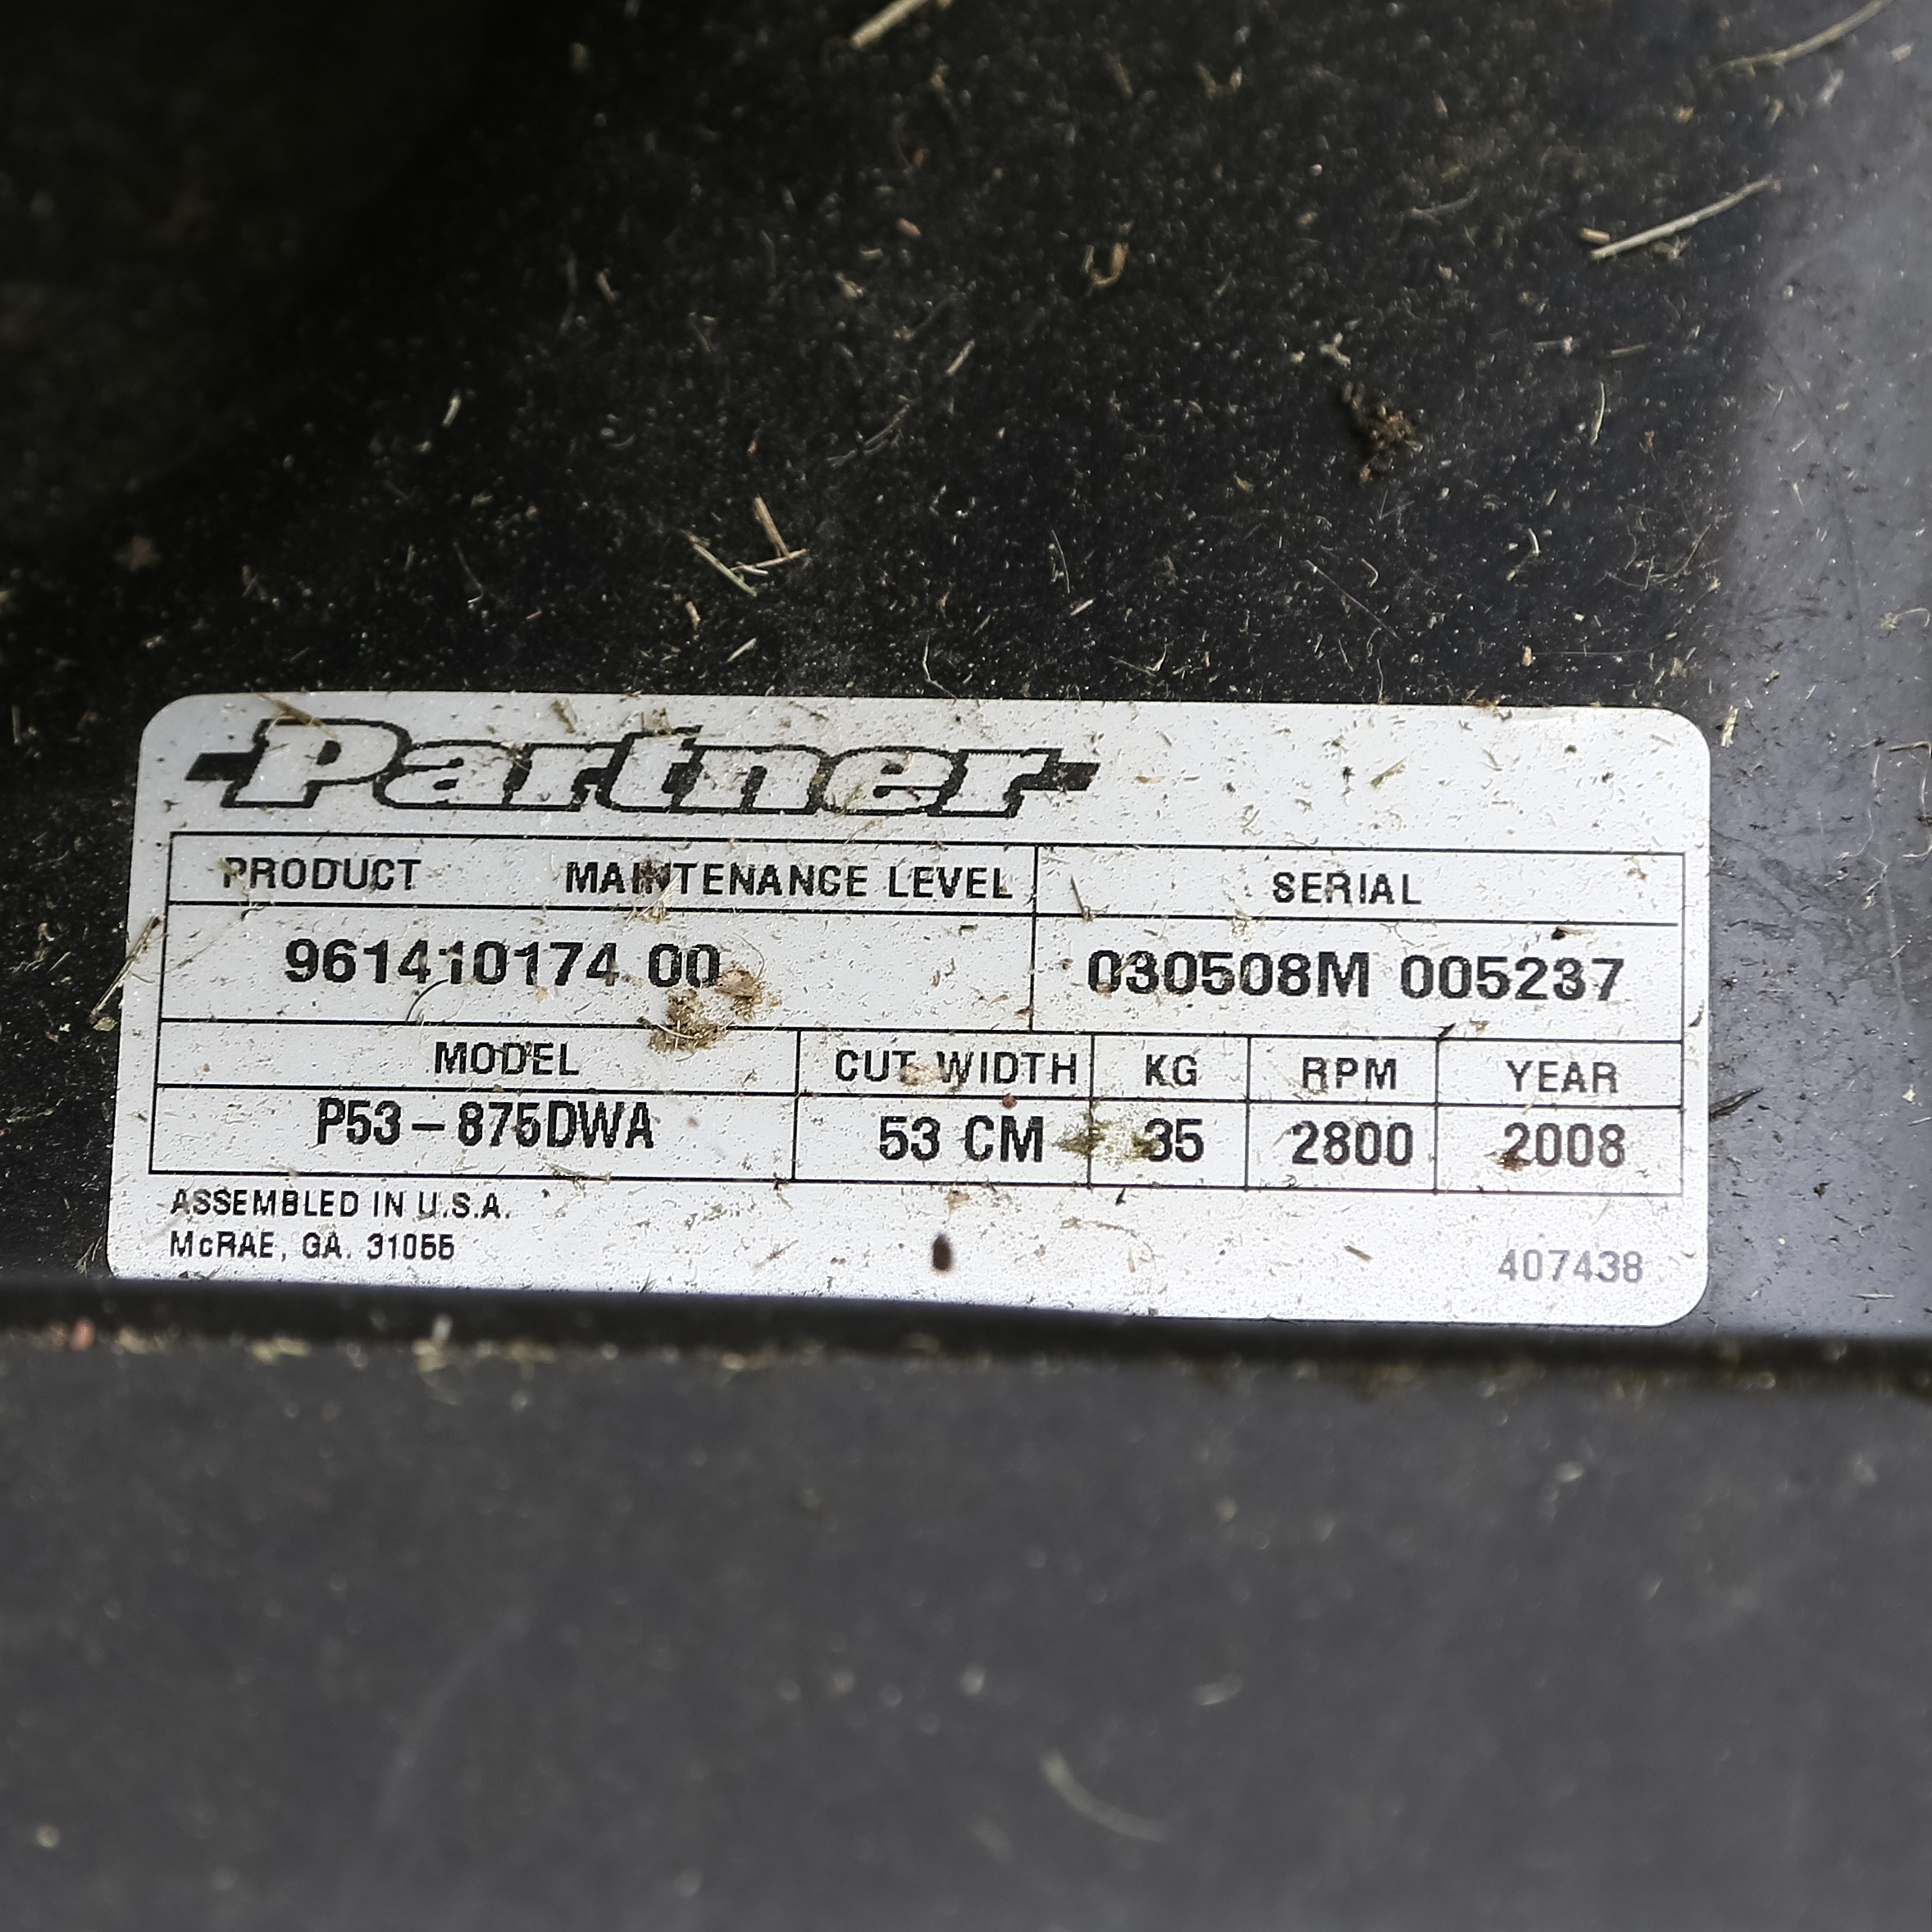 Partner
PRODUCT MAINTENANCE LEVEL SERIAL
961410174 00 030508M 005237
MODEL CUT WIDTH KG RPM YEAR
P53-875DWA 53 CM 35 2800 2008
ASSEMBLED IN U.S.A.
McRAE, GA. 31055
407438